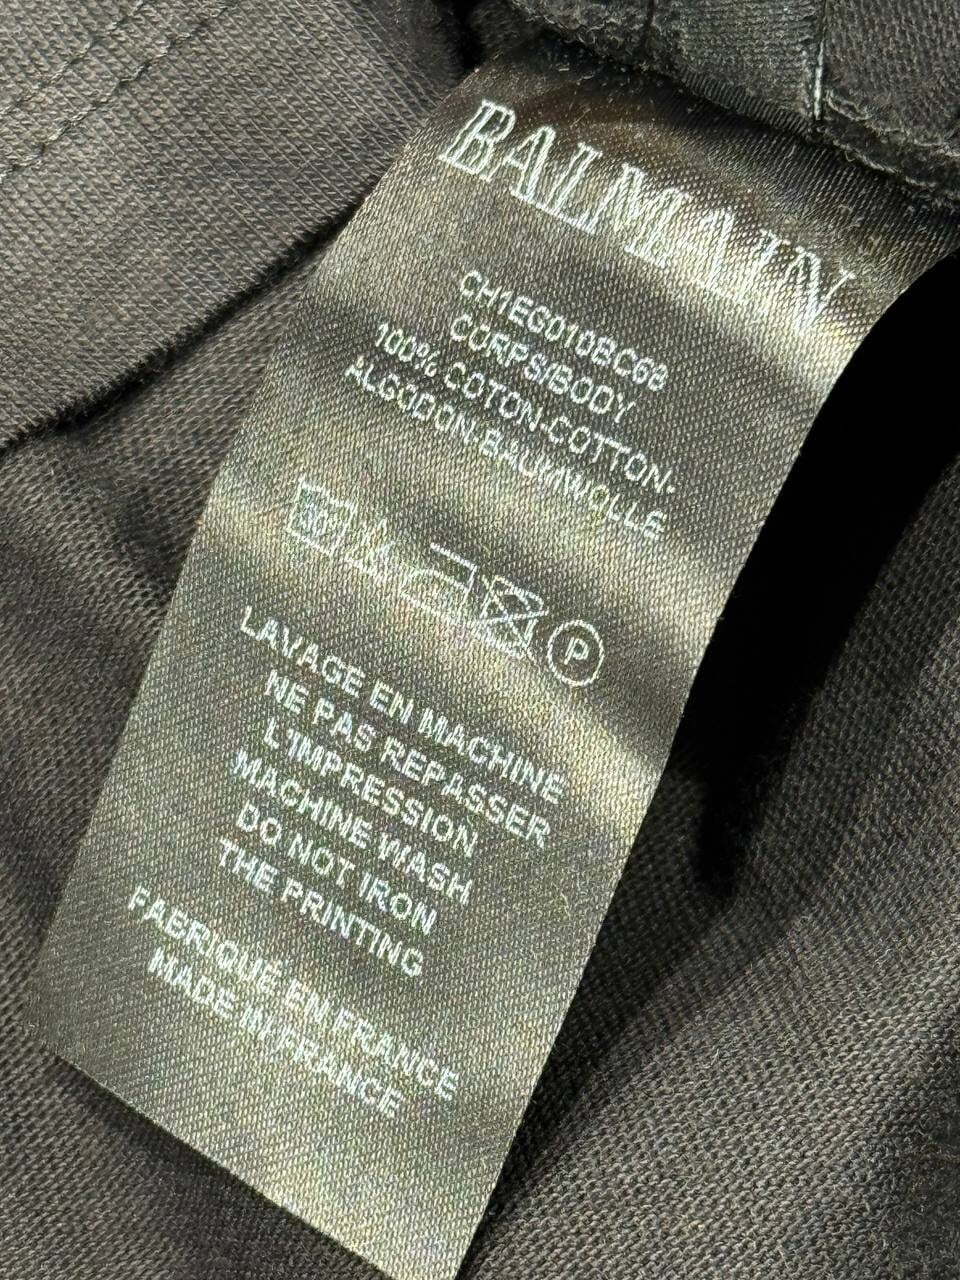 BALMAIN
CH1EG010BC68
CORPS/BODY
100% COTON-COTTON-
ALGODON-BAUMWOLLE
30°
P
LAVAGE EN MACHINE
NE PAS REPASSER
L'IMPRESSION
MACHINE WASH
DO NOT IRON
THE PRINTING
FABRIQUÉ EN FRANCE
MADE IN FRANCE